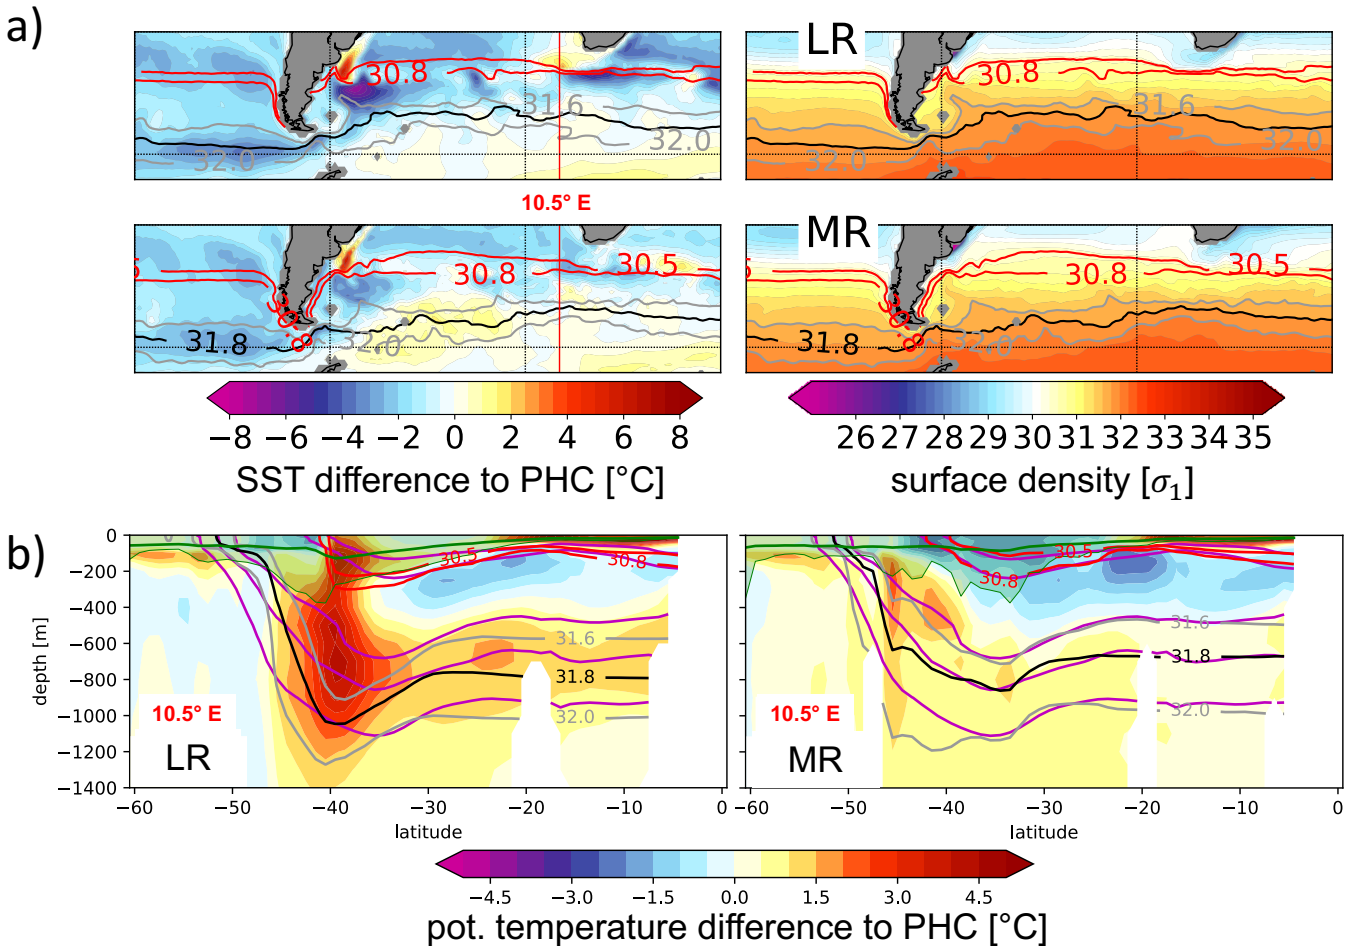 a)
LR
30.8
31.6
32.0
32.0
30.8
31.6
32.0
32.0
10.5° E
MR
30.8
30.5
31.8
30.8
32.0
30.8
30.5
31.8
30.8
32.0
−8 −6 −4 −2 0 2 4 6 8
SST difference to PHC [°C]
26 27 28 29 30 31 32 33 34 35
surface density [σ₁]
b)
0
−200
−400
−600
−800
−1000
−1200
−1400
depth [m]
30.5
30.8
31.6
31.8
32.0
10.5° E
LR
−60 −50 −40 −30 −20 −10 0
latitude
30.5
30.8
31.6
31.8
32.0
10.5° E
MR
−60 −50 −40 −30 −20 −10 0
latitude
−4.5 −3.0 −1.5 0.0 1.5 3.0 4.5
pot. temperature difference to PHC [°C]